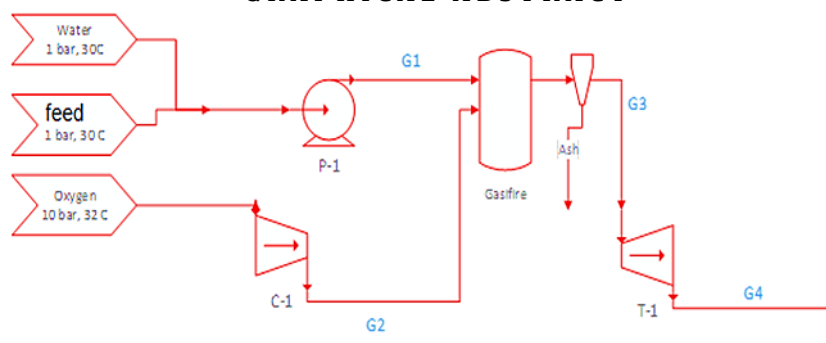 Water
1 bar, 30C
feed
1 bar, 30 C
Oxygen
10 bar, 32 C
P-1
G1
Gasifire
Ash
G3
C-1
G2
T-1
G4